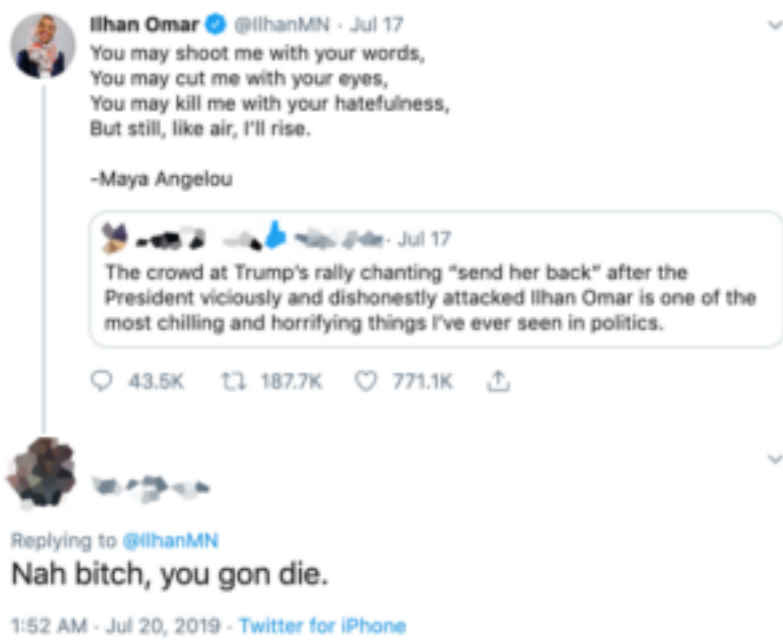 Ilhan Omar @IlhanMN · Jul 17
You may shoot me with your words,
You may cut me with your eyes,
You may kill me with your hatefulness,
But still, like air, I'll rise.
-Maya Angelou
· Jul 17
The crowd at Trump's rally chanting "send her back" after the
President viciously and dishonestly attacked Ilhan Omar is one of the
most chilling and horrifying things I've ever seen in politics.
43.5K 187.7K 771.1K
Replying to @IlhanMN
Nah bitch, you gon die.
1:52 AM · Jul 20, 2019 · Twitter for iPhone